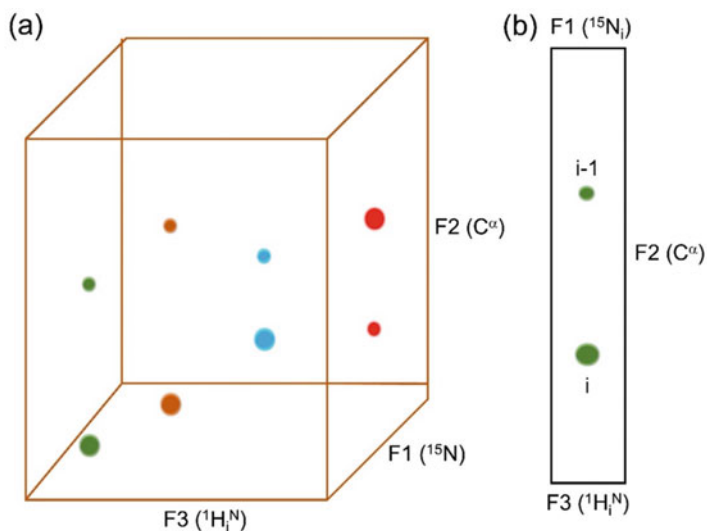 (a)
F2 (Cᵅ)
F1 (¹⁵N)
F3 (¹Hᵢᴺ)
(b)
F1 (¹⁵Nᵢ)
i-1
F2 (Cᵅ)
i
F3 (¹Hᵢᴺ)